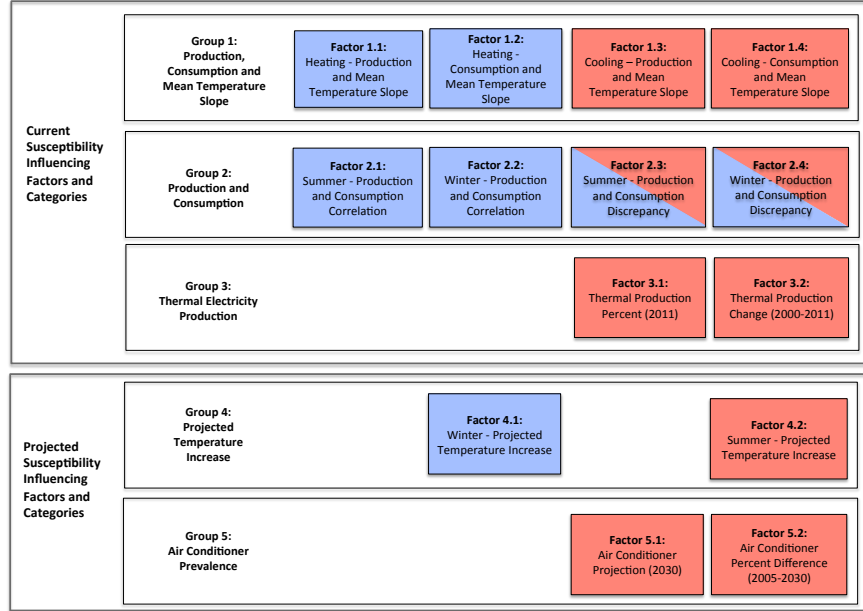 Current
Susceptibility
Influencing
Factors and
Categories
Group 1:
Production,
Consumption and
Mean Temperature
Slope
Factor 1.1:
Heating - Production
and Mean
Temperature Slope
Factor 1.2:
Heating -
Consumption and
Mean Temperature
Slope
Factor 1.3:
Cooling – Production
and Mean
Temperature Slope
Factor 1.4:
Cooling - Consumption
and Mean
Temperature Slope
Group 2:
Production and
Consumption
Factor 2.1:
Summer - Production
and Consumption
Correlation
Factor 2.2:
Winter - Production
and Consumption
Correlation
Factor 2.3:
Summer - Production
and Consumption
Discrepancy
Factor 2.4:
Winter - Production
and Consumption
Discrepancy
Group 3:
Thermal Electricity
Production
Factor 3.1:
Thermal Production
Percent (2011)
Factor 3.2:
Thermal Production
Change (2000-2011)
Projected
Susceptibility
Influencing
Factors and
Categories
Group 4:
Projected
Temperature
Increase
Factor 4.1:
Winter - Projected
Temperature Increase
Factor 4.2:
Summer - Projected
Temperature Increase
Group 5:
Air Conditioner
Prevalence
Factor 5.1:
Air Conditioner
Projection (2030)
Factor 5.2:
Air Conditioner
Percent Difference
(2005-2030)